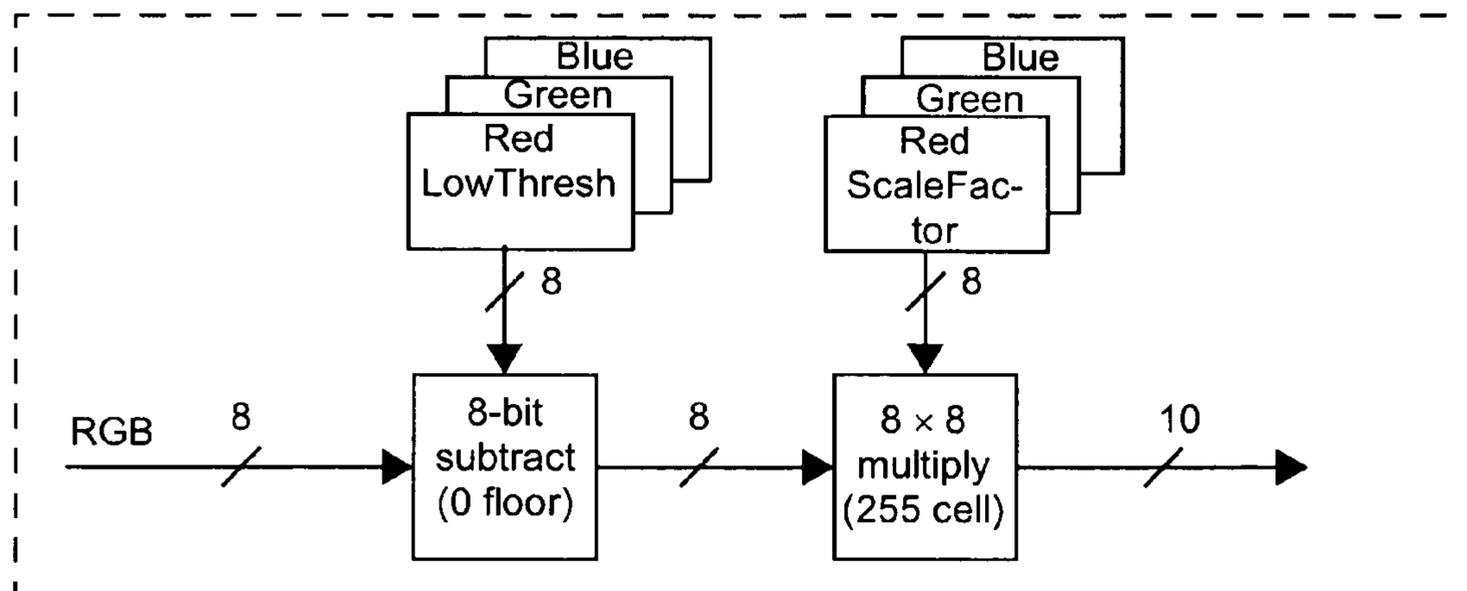 Blue
Green
Red
LowThresh
Blue
Green
Red
ScaleFac-
tor
8
8
RGB
8
8-bit
subtract
(0 floor)
8
8 × 8
multiply
(255 cell)
10